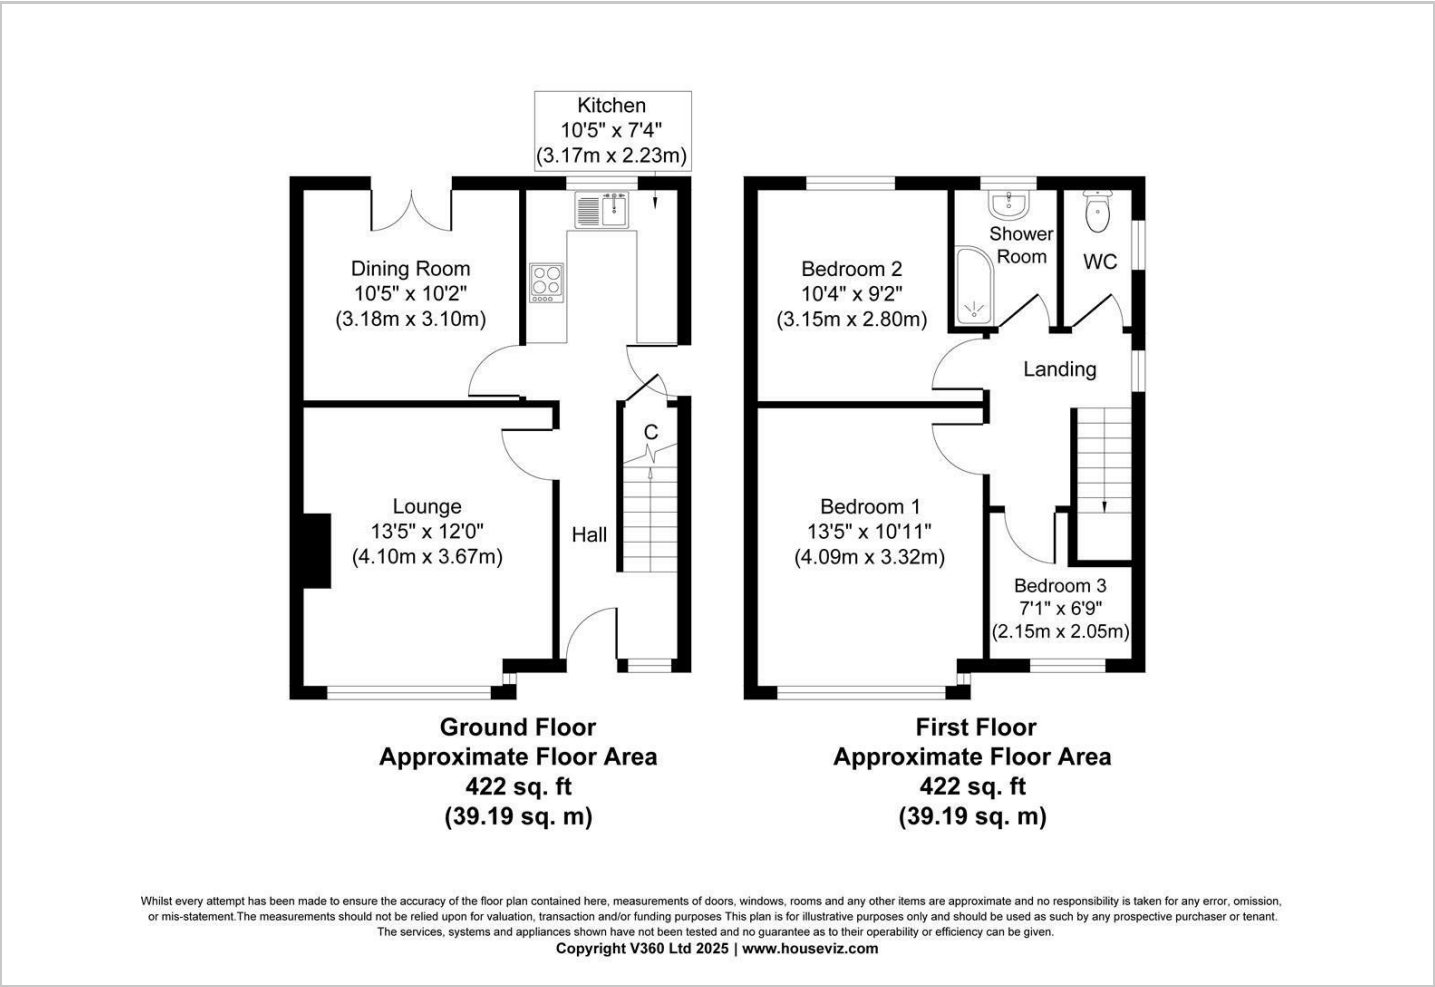 Kitchen
10'5" x 7'4"
(3.17m x 2.23m)
Dining Room
10'5" x 10'2"
(3.18m x 3.10m)
C
Lounge
13'5" x 12'0"
(4.10m x 3.67m)
Hall
Ground Floor
Approximate Floor Area
422 sq. ft
(39.19 sq. m)
Shower
Room
WC
Bedroom 2
10'4" x 9'2"
(3.15m x 2.80m)
Landing
Bedroom 1
13'5" x 10'11"
(4.09m x 3.32m)
Bedroom 3
7'1" x 6'9"
(2.15m x 2.05m)
First Floor
Approximate Floor Area
422 sq. ft
(39.19 sq. m)
Whilst every attempt has been made to ensure the accuracy of the floor plan contained here, measurements of doors, windows, rooms and any other items are approximate and no responsibility is taken for any error, omission,
or mis-statement.The measurements should not be relied upon for valuation, transaction and/or funding purposes This plan is for illustrative purposes only and should be used as such by any prospective purchaser or tenant.
The services, systems and appliances shown have not been tested and no guarantee as to their operability or efficiency can be given.
Copyright V360 Ltd 2025 | www.houseviz.com